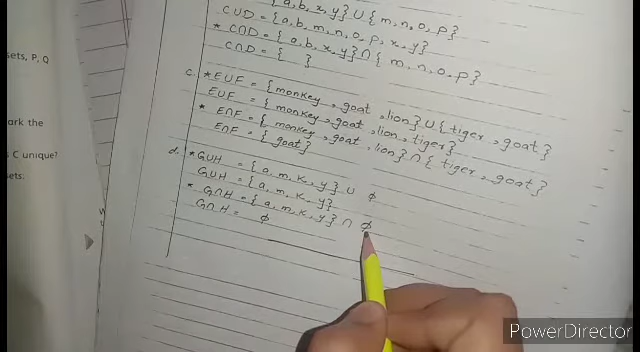 a, b, x, y} ∪ { m, n, o, p}
C∪D = {a, b, m, n, o, p, x, y}
* C∩D = {a, b, x, y} ∩ { m, n, o, p}
C∩D = { }
c. * E∪F = {monkey, goat, lion} ∪ {tiger, goat}
E∪F = {monkey, goat, lion, tiger}
* E∩F = {monkey, goat, lion} ∩ { tiger, goat}
E∩F = {goat}
d. * G∪H = {a, m, k, y} ∪ φ
G∪H = {a, m, k, y}
* G∩H = {a, m, k, y} ∩ φ
G∩H = φ
sets, P, Q
ark the
C unique?
ets:
PowerDirector